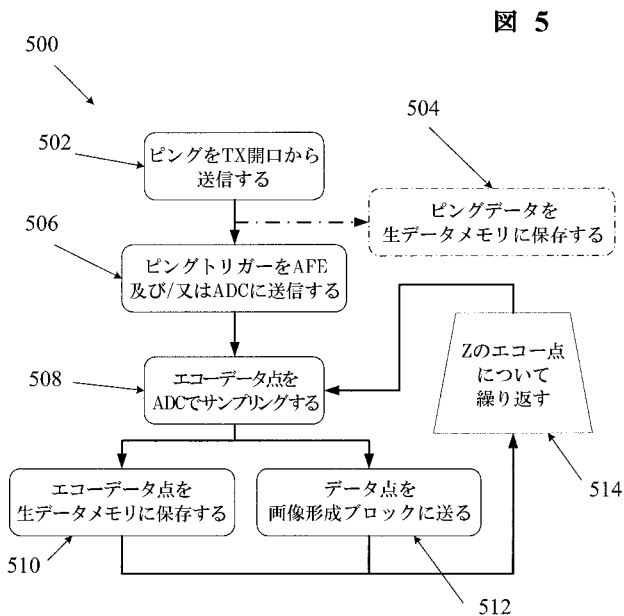 図 5
500
504
502
ピングをTX開口から
送信する
ピングデータを
生データメモリに保存する
506
ピングトリガーをAFE
及び/又はADCに送信する
Zのエコー点
について
繰り返す
508
エコーデータ点を
ADCでサンプリングする
514
エコーデータ点を
生データメモリに保存する
データ点を
画像形成ブロックに送る
510
512